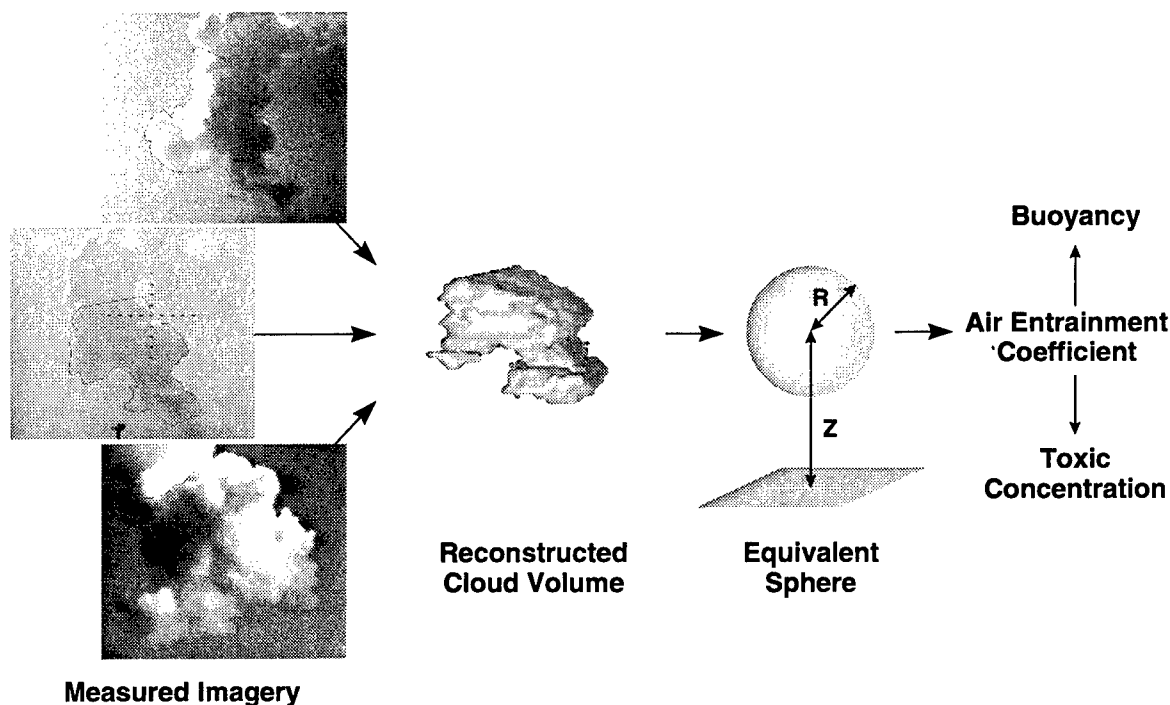 Buoyancy
R
Air Entrainment
Coefficient
Z
Toxic
Concentration
Reconstructed
Cloud Volume
Equivalent
Sphere
Measured Imagery